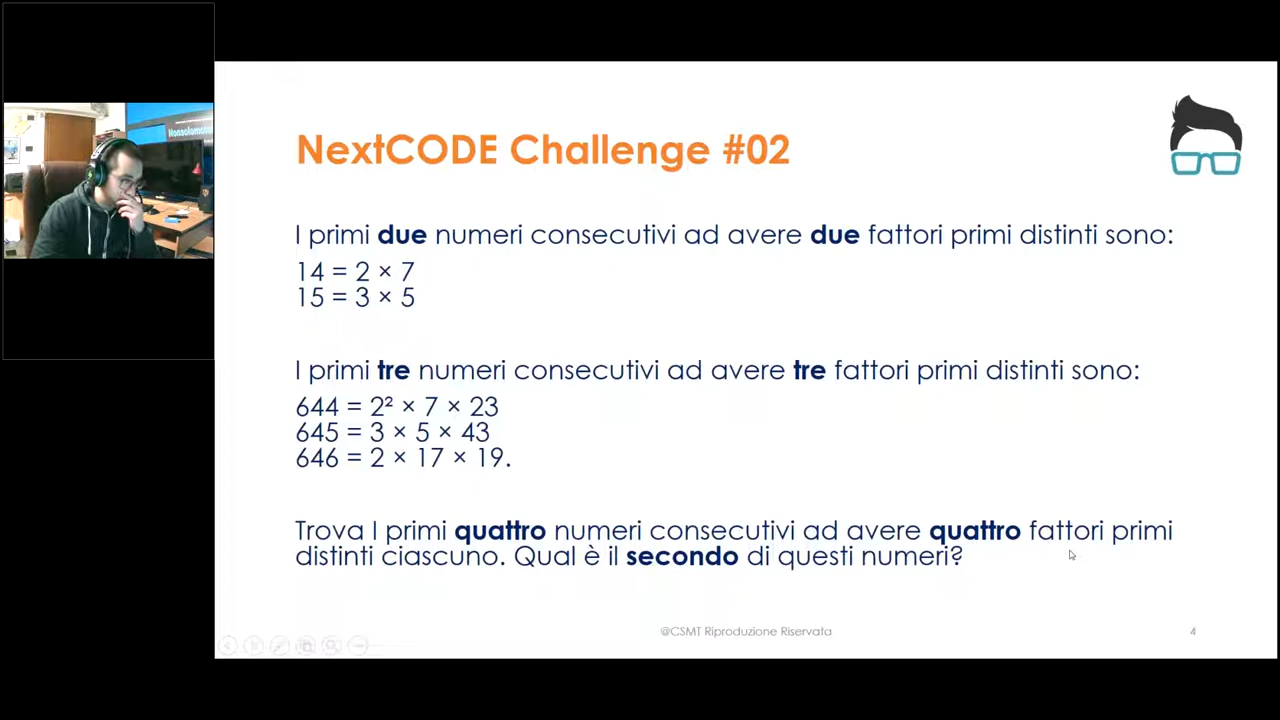 Nonsolomo
NextCODE Challenge #02
I primi due numeri consecutivi ad avere due fattori primi distinti sono:
14 = 2 × 7
15 = 3 × 5
I primi tre numeri consecutivi ad avere tre fattori primi distinti sono:
644 = 2² × 7 × 23
645 = 3 × 5 × 43
646 = 2 × 17 × 19.
Trova I primi quattro numeri consecutivi ad avere quattro fattori primi
distinti ciascuno. Qual è il secondo di questi numeri?
@CSMT Riproduzione Riservata
4